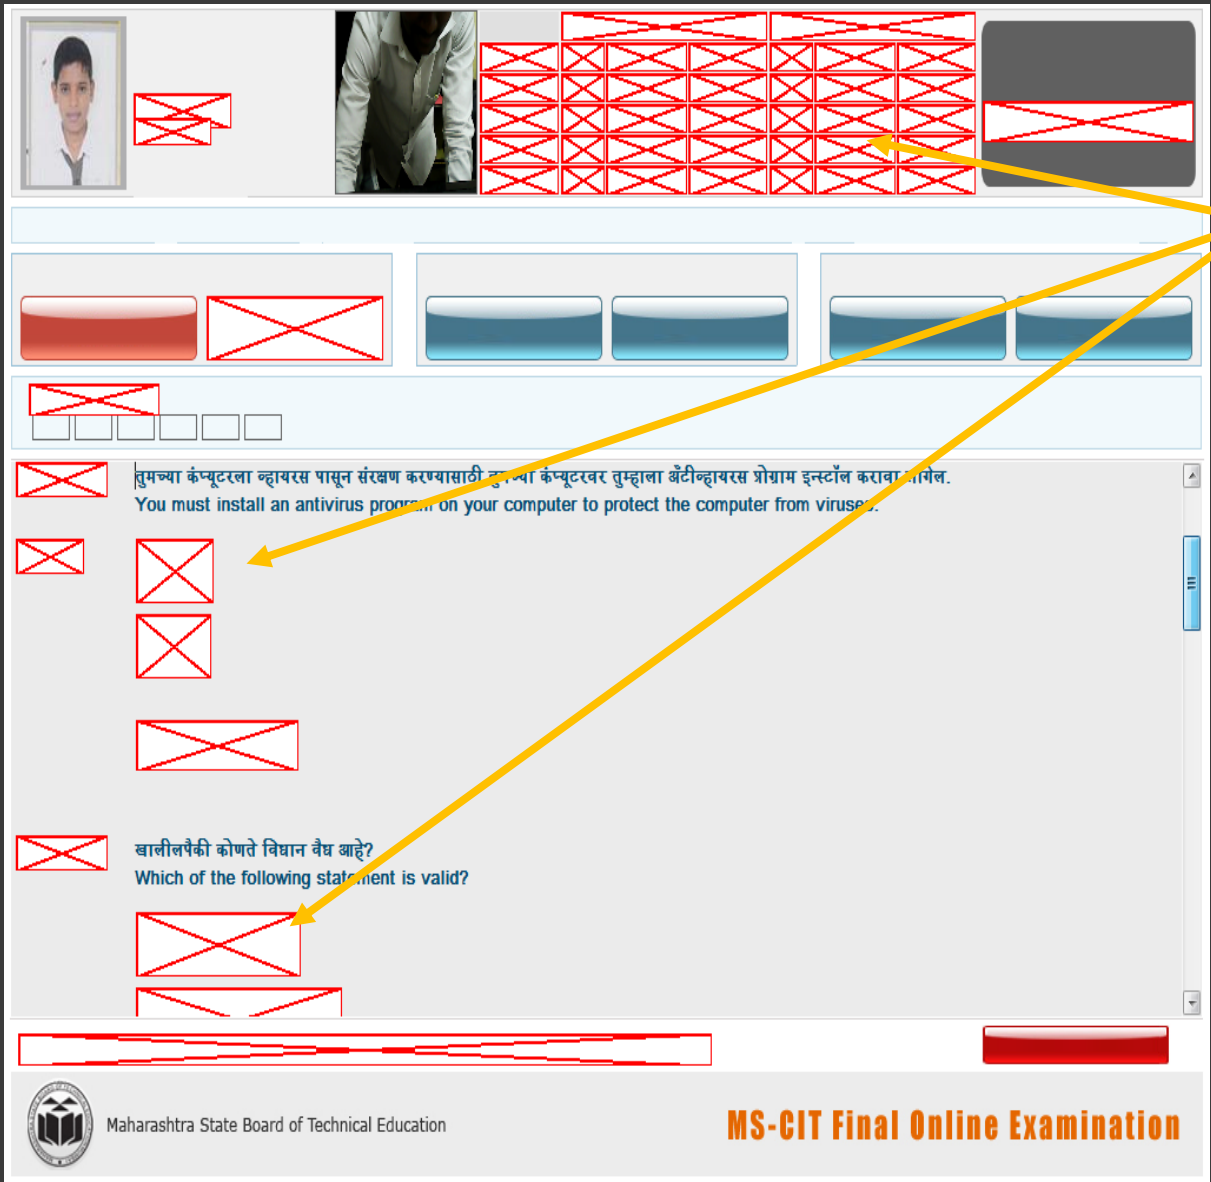 तुमच्या कंप्यूटरला व्हायरस पासून संरक्षण करण्यासाठी तुमच्या कंप्यूटरवर तुम्हाला अँटीव्हायरस प्रोग्राम इन्स्टॉल करावा लागेल.
You must install an antivirus program on your computer to protect the computer from viruses.
खालीलपैकी कोणते विधान वैध आहे?
Which of the following statement is valid?
Maharashtra State Board of Technical Education
MS-CIT Final Online Examination